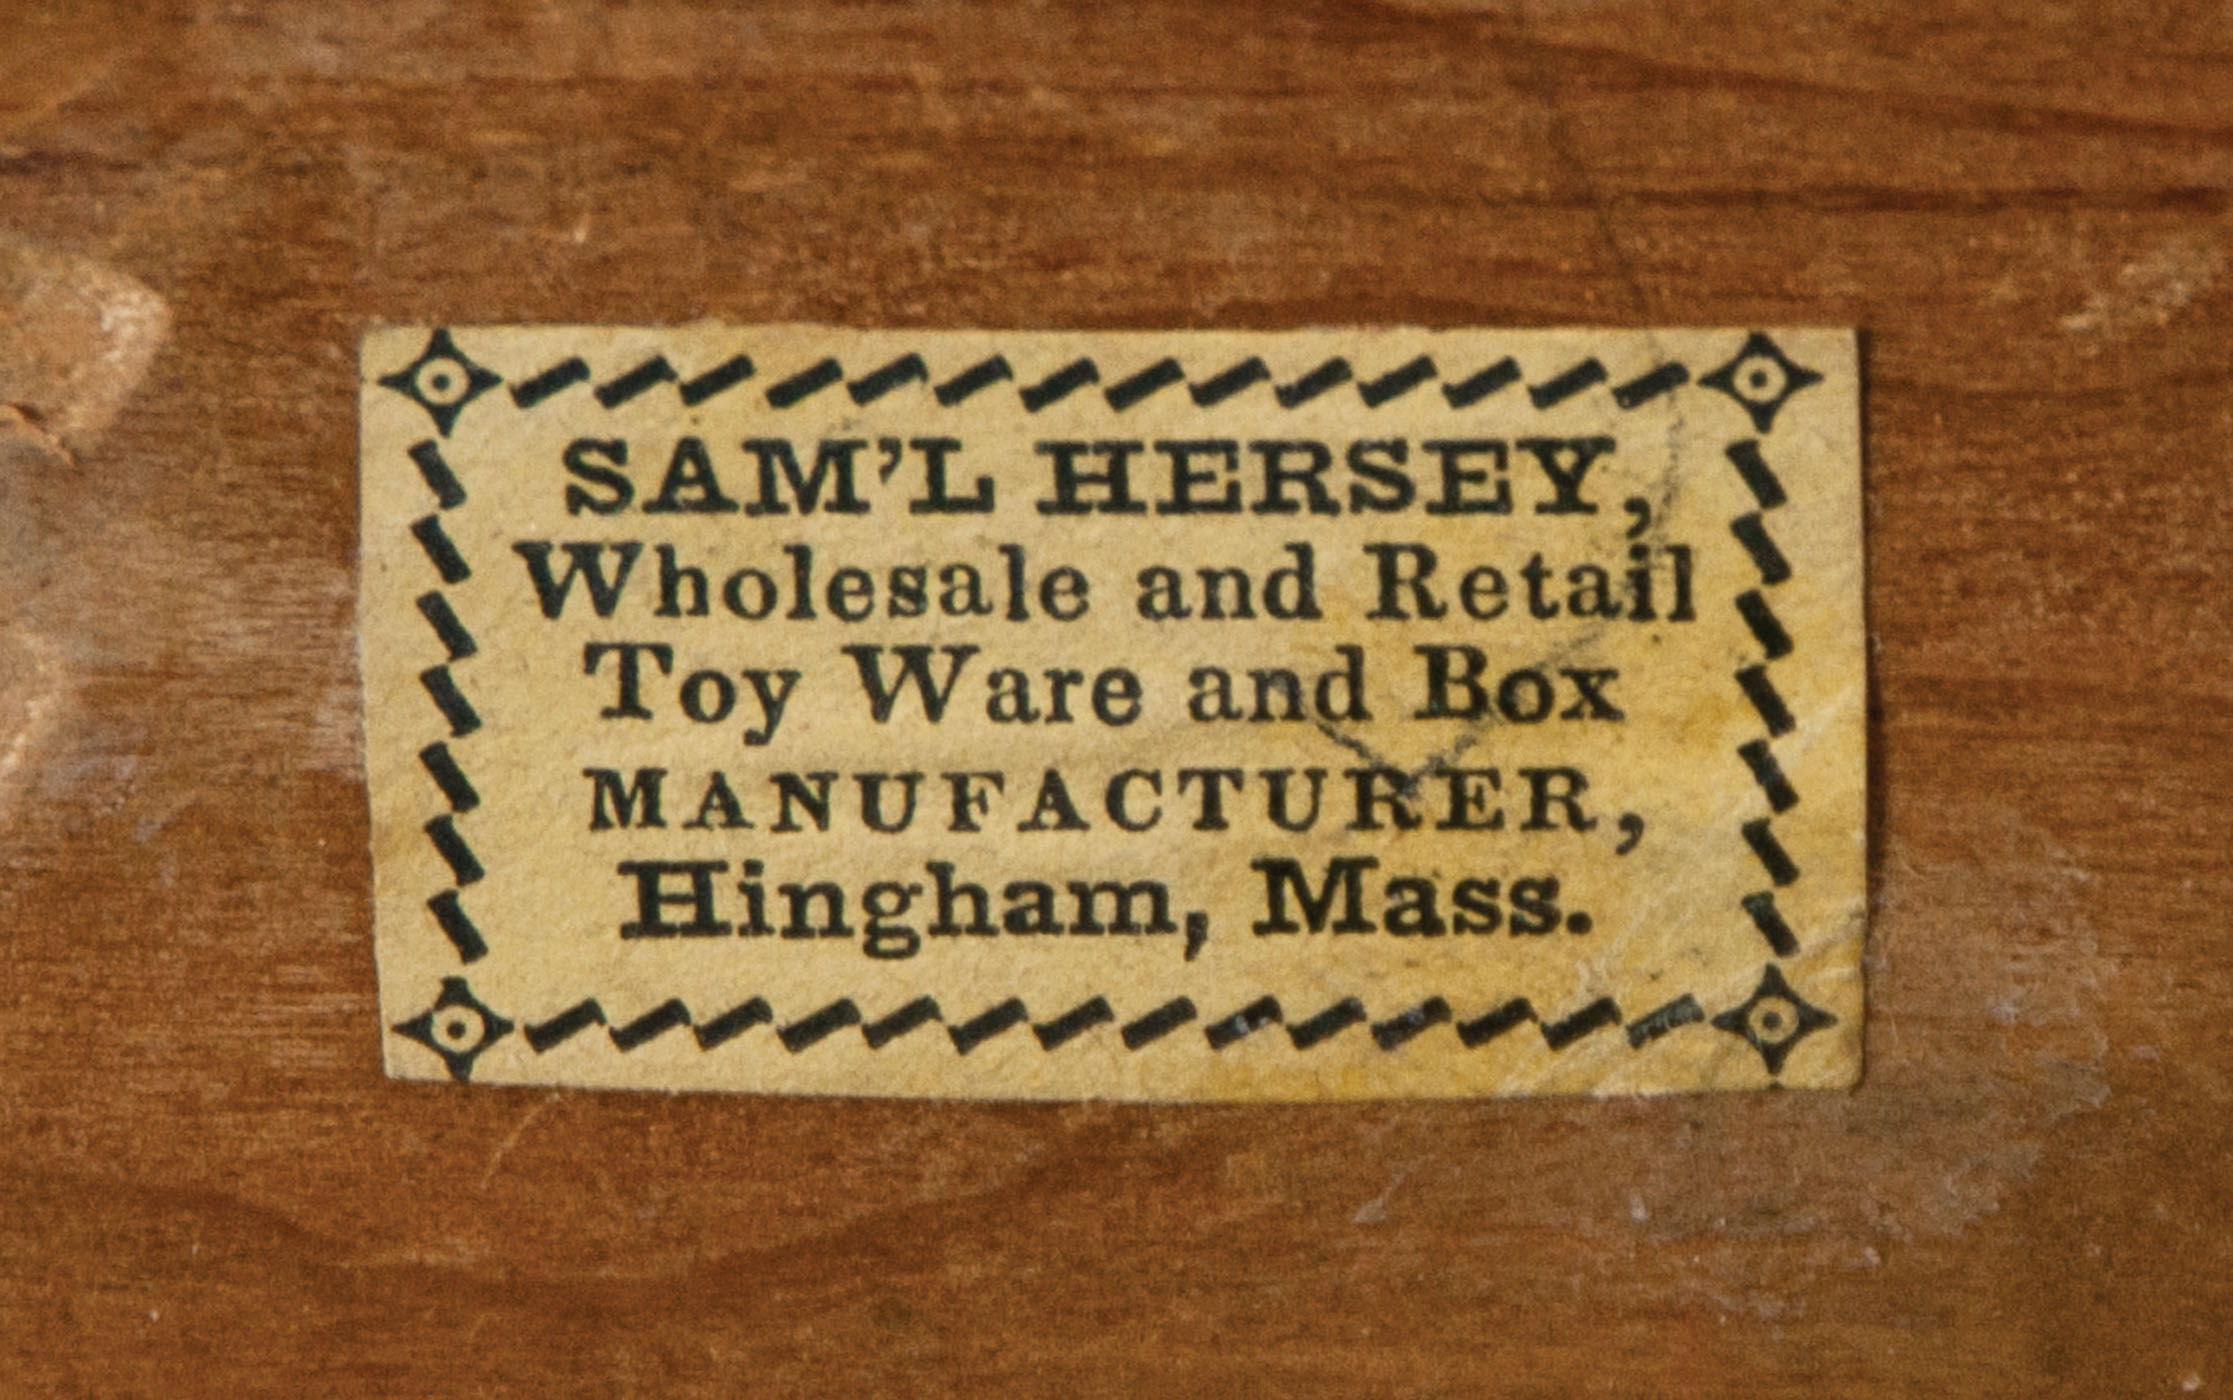 SAM'L HERSEY,
Wholesale and Retail
Toy Ware and Box
MANUFACTURER,
Hingham, Mass.